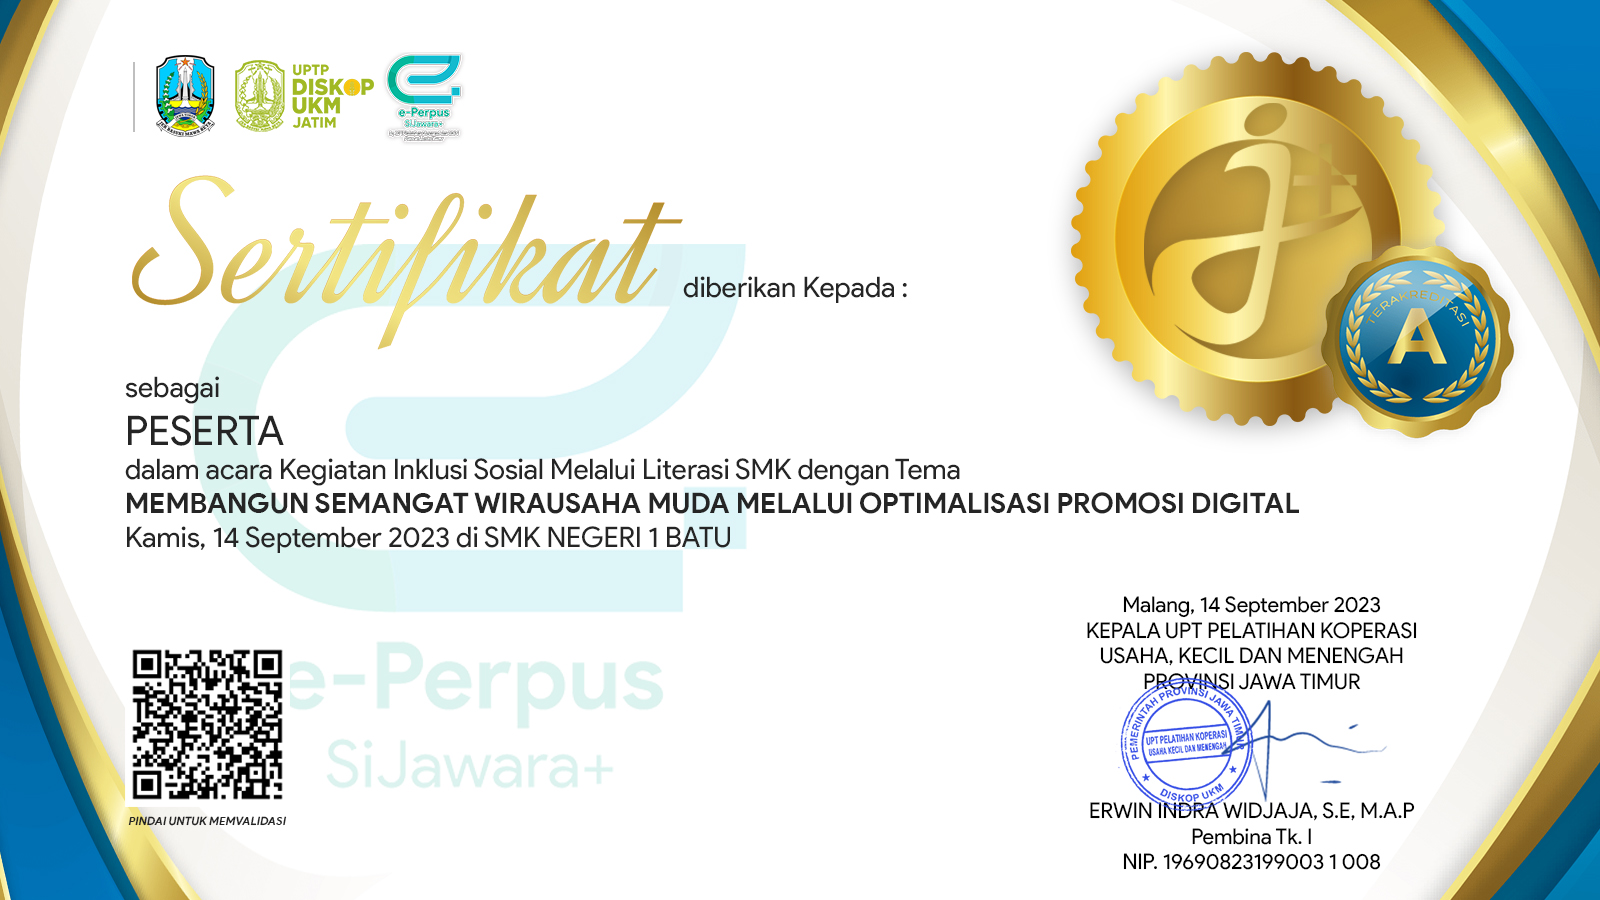 UPTP
DISKOP
UKM
JATIM
e-Perpus
SiJawara+
Sertifikat diberikan Kepada :
TERAKREDITASI
A
sebagai
PESERTA
dalam acara Kegiatan Inklusi Sosial Melalui Literasi SMK dengan Tema
MEMBANGUN SEMANGAT WIRAUSAHA MUDA MELALUI OPTIMALISASI PROMOSI DIGITAL
Kamis, 14 September 2023 di SMK NEGERI 1 BATU
e-Perpus
SiJawara+
PINDAI UNTUK MEMVALIDASI
Malang, 14 September 2023
KEPALA UPT PELATIHAN KOPERASI
USAHA, KECIL DAN MENENGAH
PROVINSI JAWA TIMUR
PEMERINTAH PROVINSI JAWA TIMUR
UPT PELATIHAN KOPERASI
USAHA KECIL DAN MENENGAH
DISKOP UKM
ERWIN INDRA WIDJAJA, S.E, M.A.P
Pembina Tk. I
NIP. 19690823199003 1 008